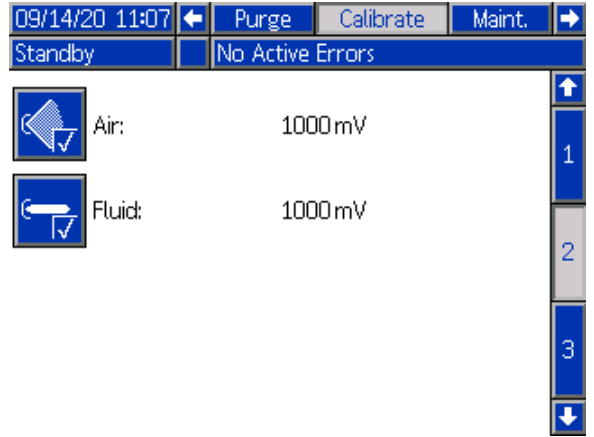 09/14/20 11:07 Purge Calibrate Maint.
Standby No Active Errors
Air: 1000 mV
1
Fluid: 1000 mV
2
3